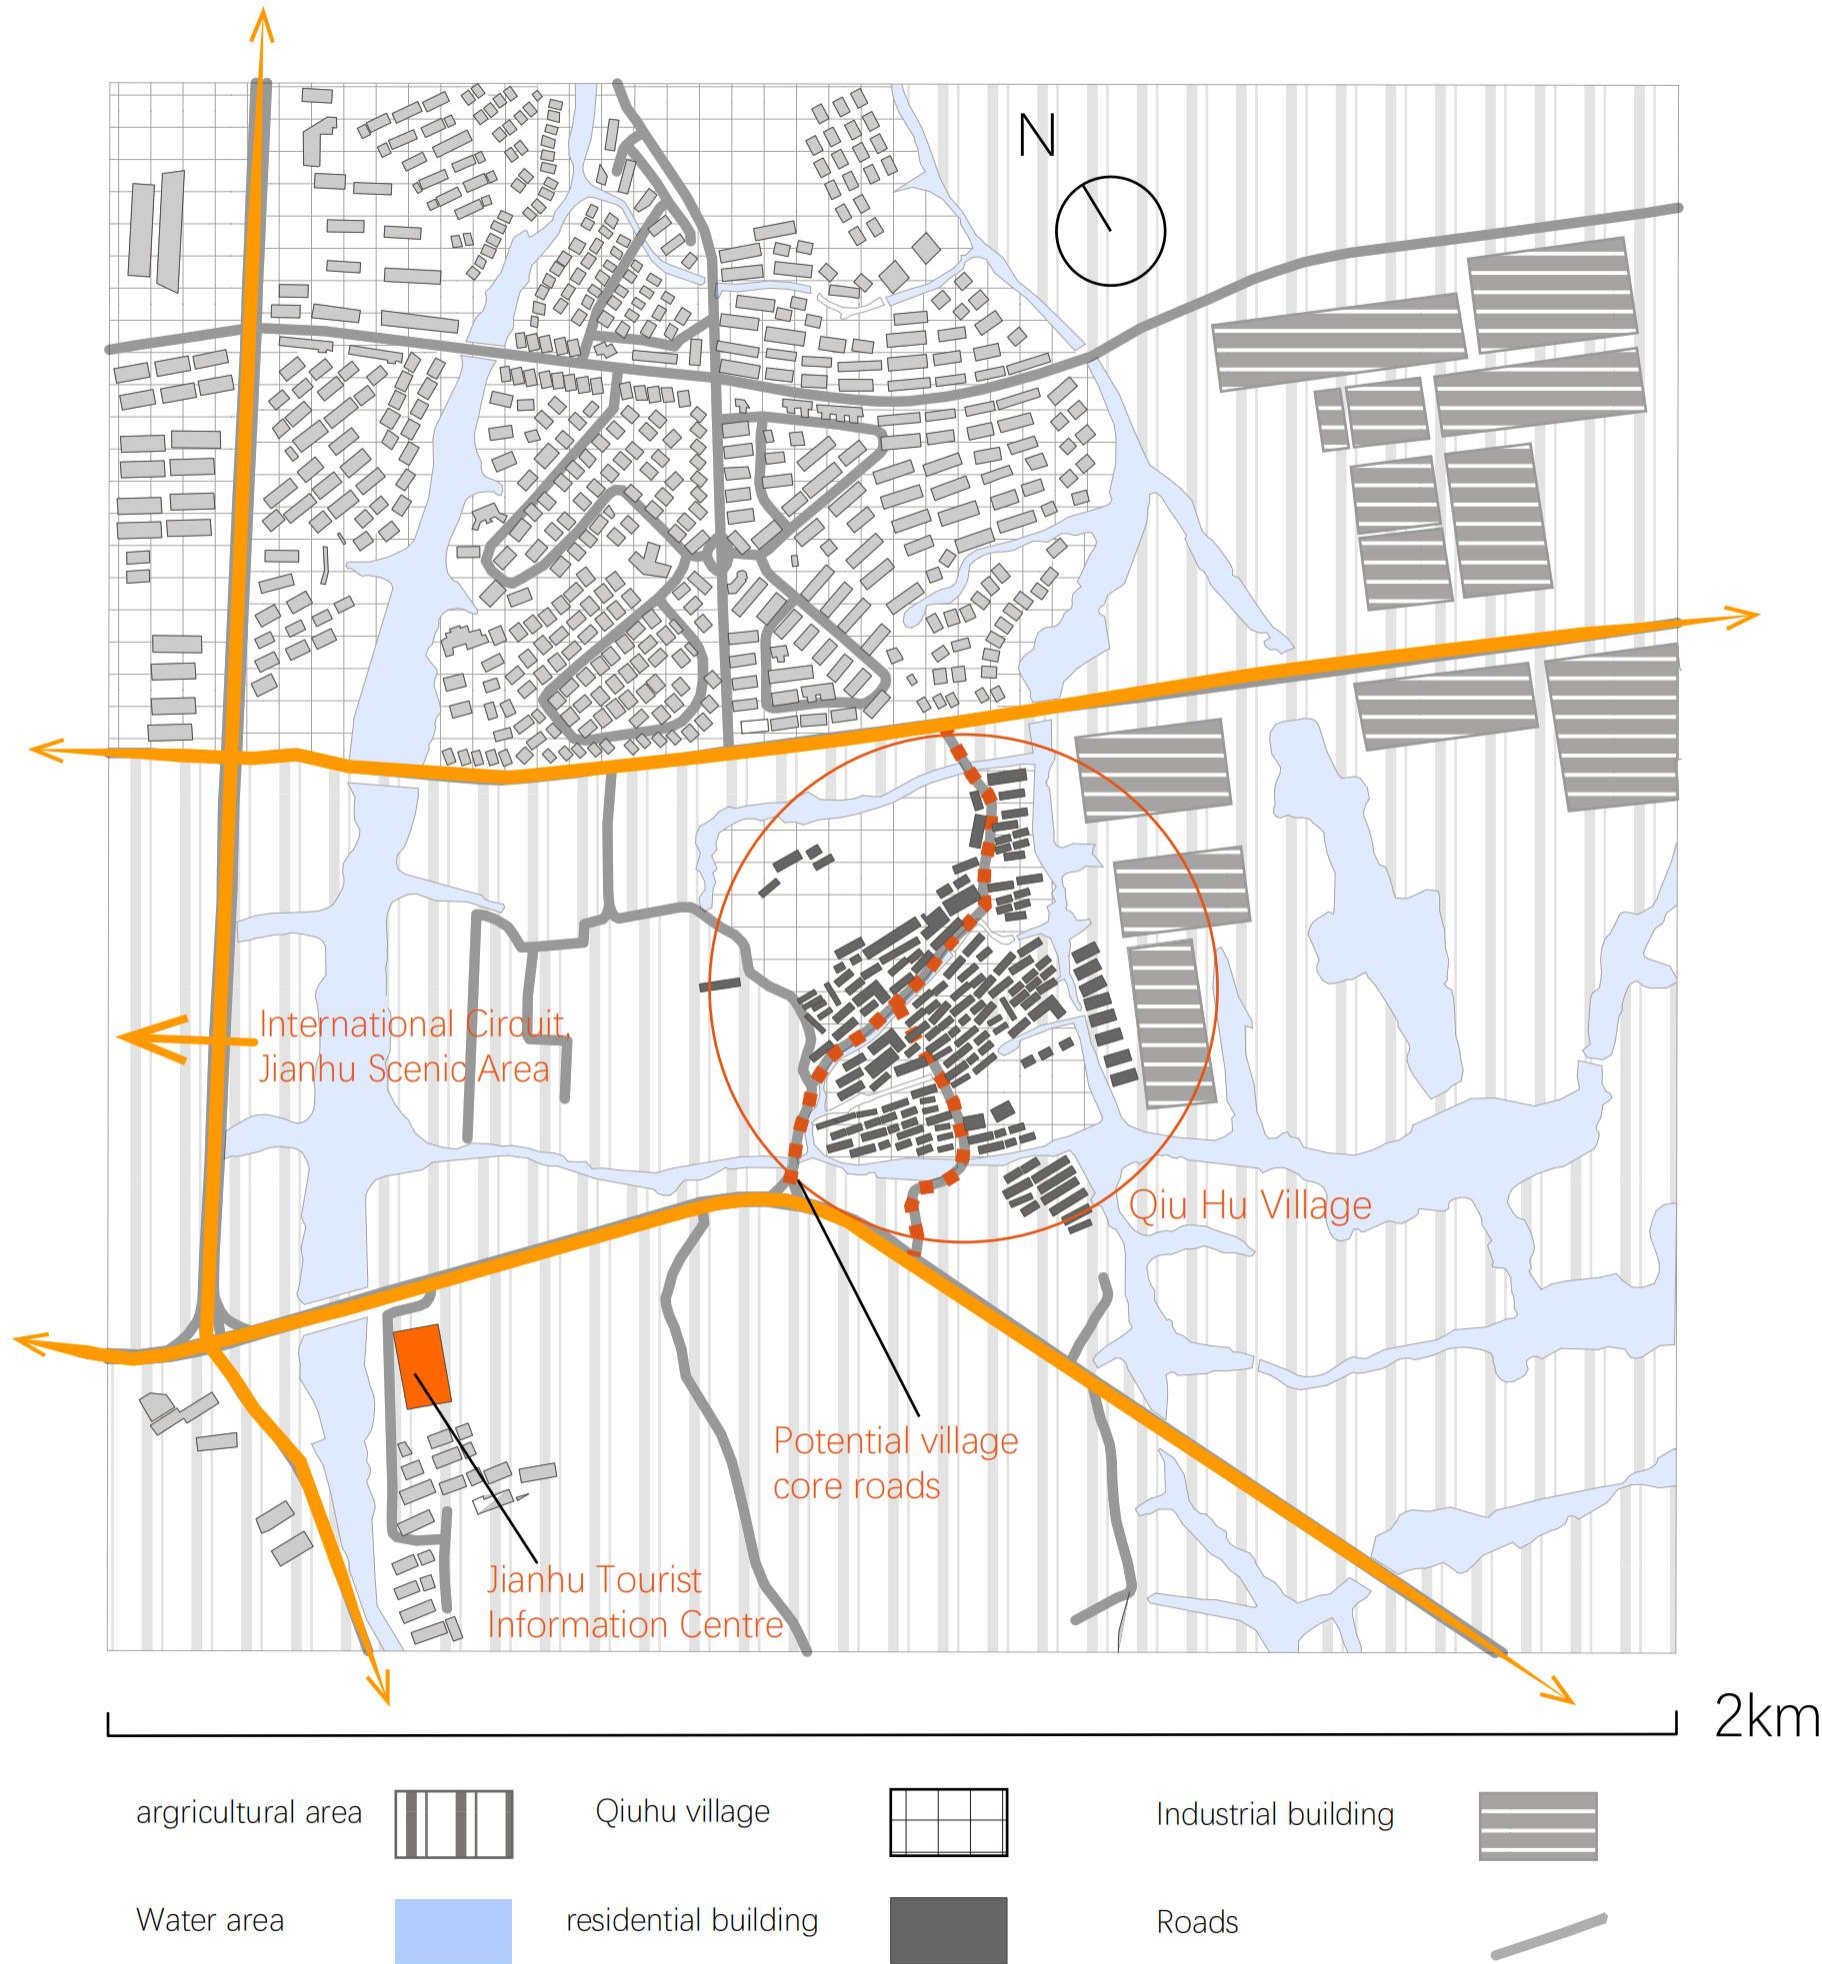 N
International Circuit,
Jianhu Scenic Area
Qiu Hu Village
Potential village
core roads
Jianhu Tourist
Information Centre
2km
argricultural area
Qiuhu village
Industrial building
Water area
residential building
Roads